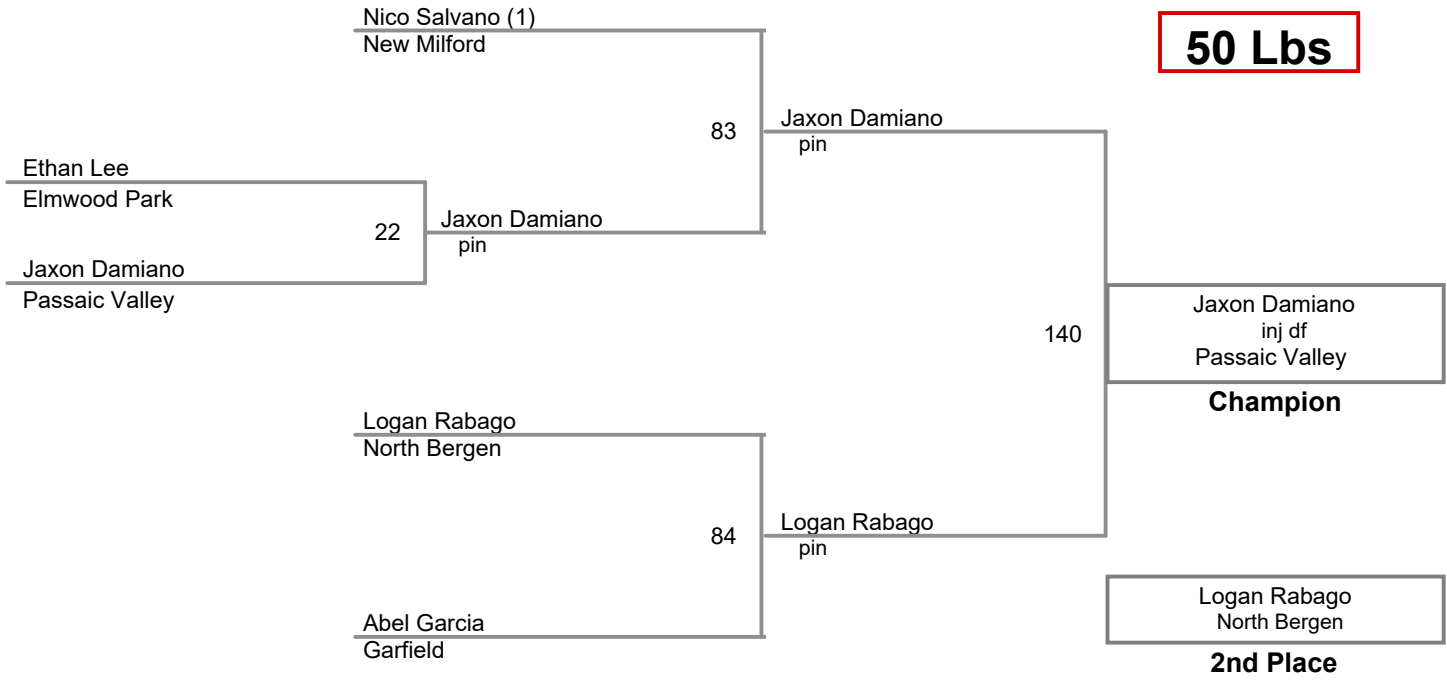 Nico Salvano (1)
New Milford
50 Lbs
83
Jaxon Damiano
pin
Ethan Lee
Elmwood Park
22
Jaxon Damiano
pin
Jaxon Damiano
Passaic Valley
140
Jaxon Damiano
inj df
Passaic Valley
Champion
Logan Rabago
North Bergen
84
Logan Rabago
pin
Abel Garcia
Garfield
Logan Rabago
North Bergen
2nd Place